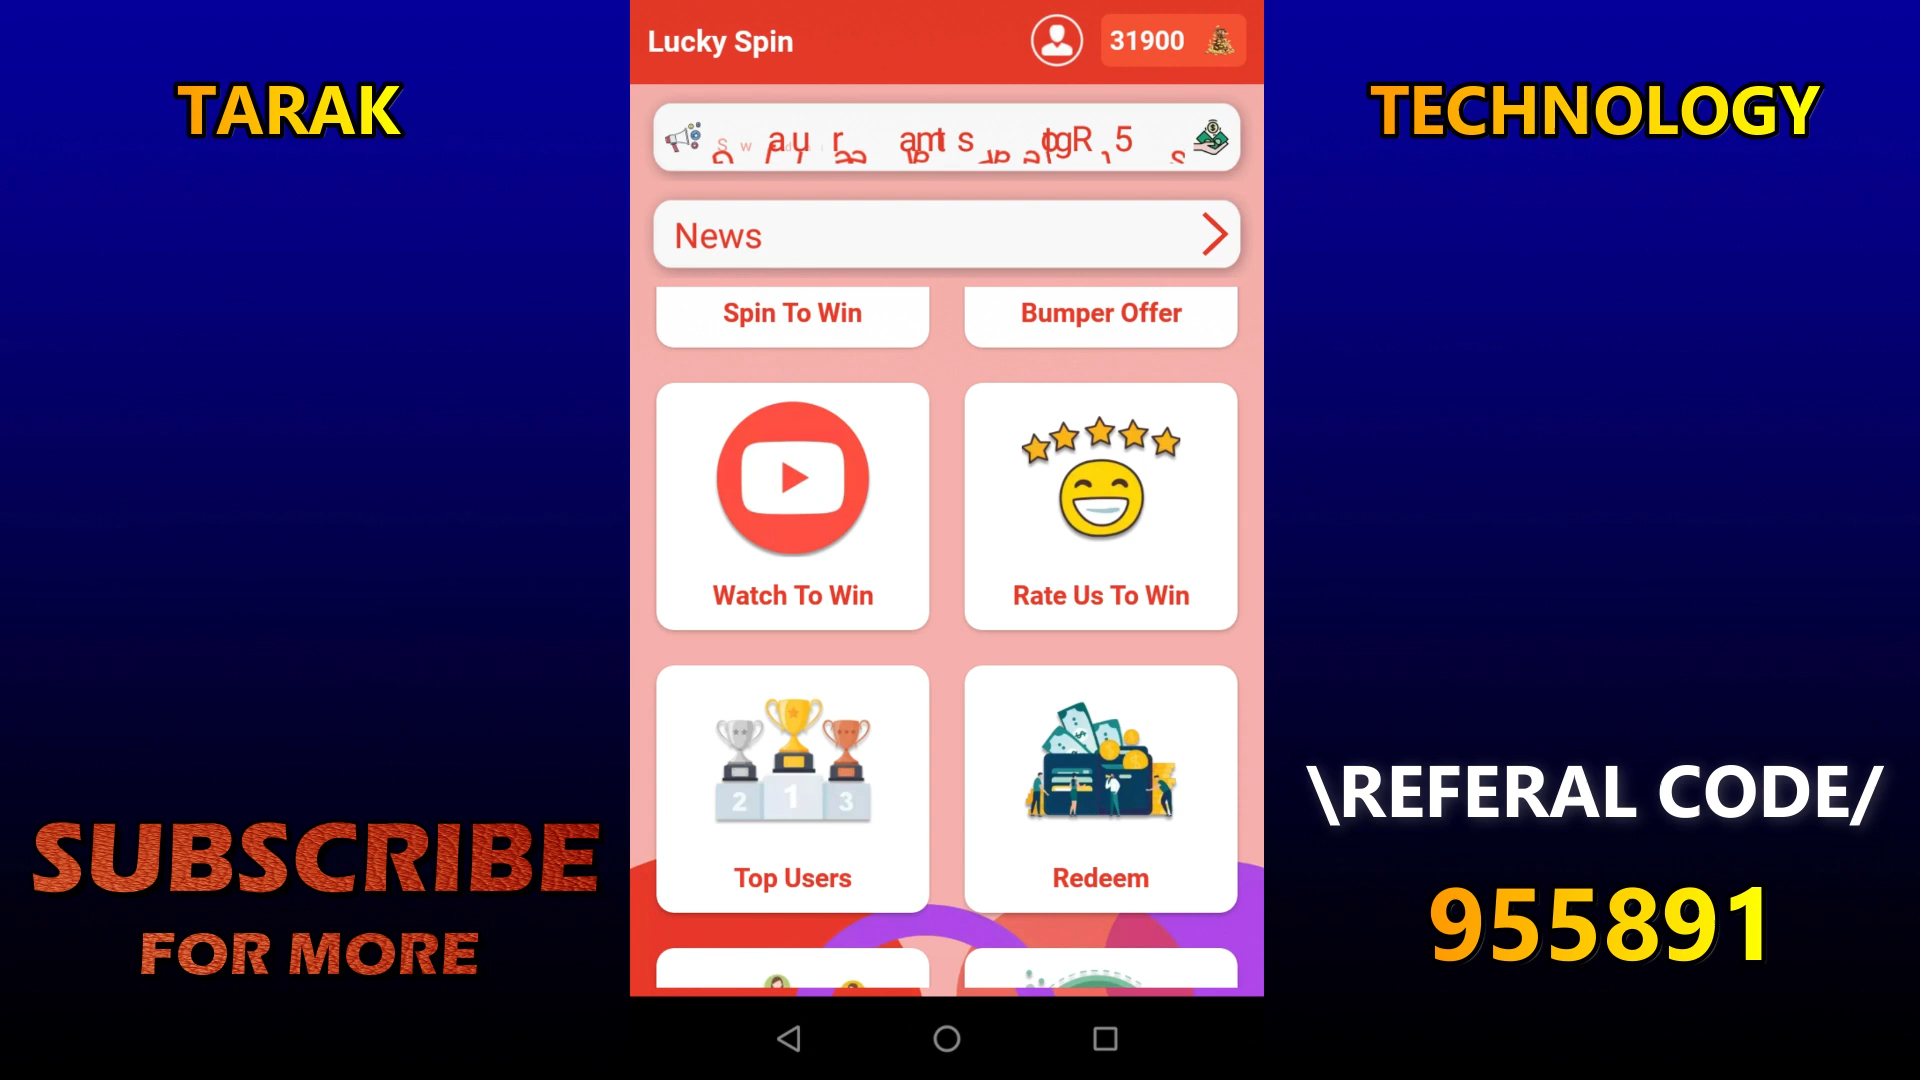 TARAK
TECHNOLOGY
Lucky Spin
31900
News
Spin To Win
Bumper Offer
Watch To Win
Rate Us To Win
2 1 3
Top Users
Redeem
SUBSCRIBE
FOR MORE
\REFERAL CODE/
955891